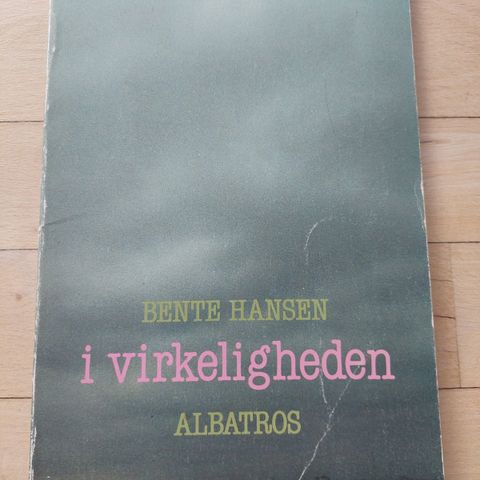 BENTE HANSEN
i virkeligheden
ALBATROS